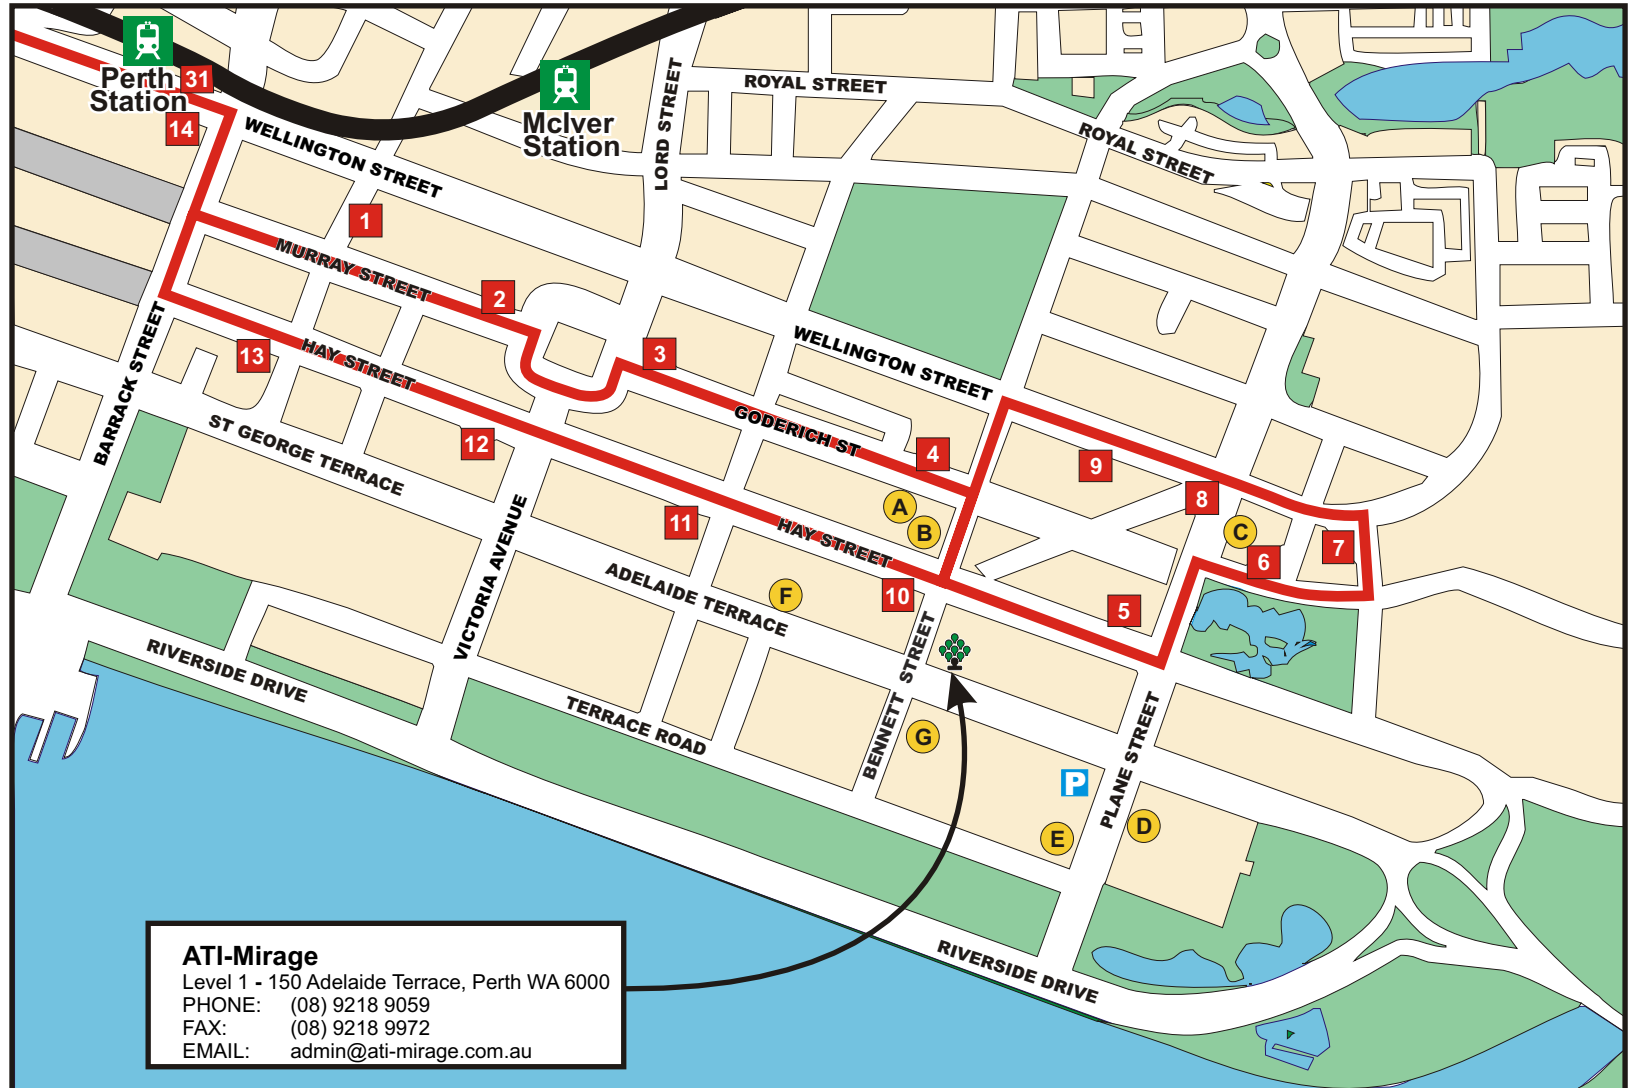 Perth
Station
31
14
McIver
Station
ROYAL STREET
LORD STREET
ROYAL STREET
WELLINGTON STREET
1
MURRAY STREET
2
3
WELLINGTON STREET
BARRACK STREET
13
HAY STREET
GODERICH ST
4
9
8
12
ST GEORGE TERRACE
11
A
B
C
7
6
HAY STREET
VICTORIA AVENUE
ADELAIDE TERRACE
F
10
5
BENNETT STREET
RIVERSIDE DRIVE
TERRACE ROAD
G
PLANE STREET
P
E
D
RIVERSIDE DRIVE
ATI-Mirage
Level 1 - 150 Adelaide Terrace, Perth WA 6000
PHONE: (08) 9218 9059
FAX: (08) 9218 9972
EMAIL: admin@ati-mirage.com.au